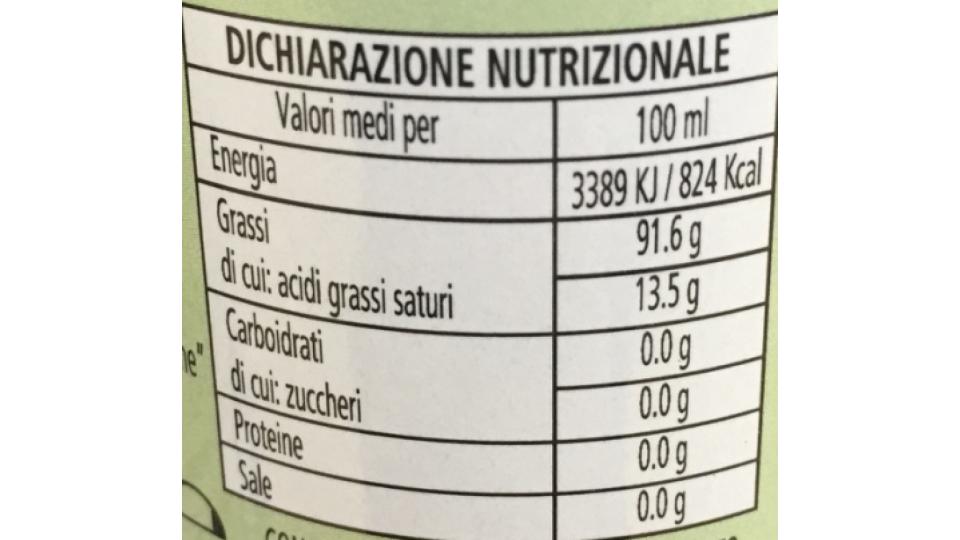 DICHIARAZIONE NUTRIZIONALE
Valori medi per 100 ml
Energia 3389 KJ / 824 Kcal
Grassi 91.6 g
di cui: acidi grassi saturi 13.5 g
Carboidrati 0.0 g
di cui: zuccheri 0.0 g
Proteine 0.0 g
Sale 0.0 g